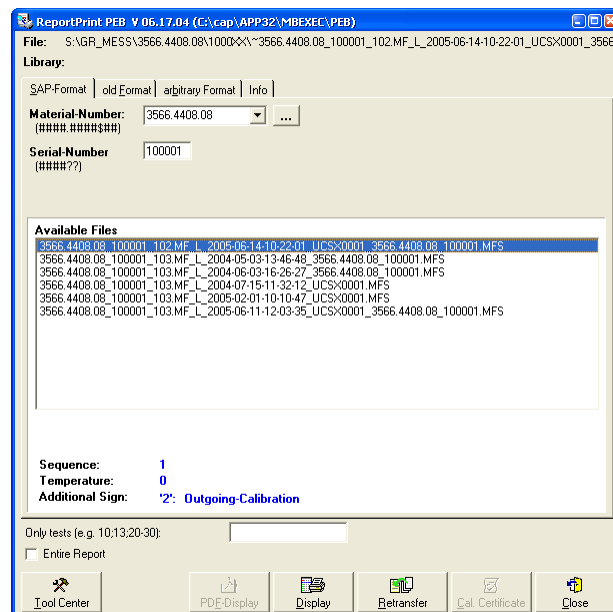 ReportPrint PEB V 06.17.04 (C:\cap\APP32\MBEXEC\PEB)
File: S:\GR_MESS\3566.4408.08\1000XX\~3566.4408.08_100001_102.MF_L_2005-06-14-10-22-01_UCSX0001_3566
Library:
SAP-Format old Format arbitrary Format Info
Material-Number: 3566.4408.08 ...
(####.####$##)
Serial-Number 100001
(####??)
Available Files
3566.4408.08_100001_102.MF_L_2005-06-14-10-22-01_UCSX0001_3566.4408.08_100001.MFS
3566.4408.08_100001_103.MF_L_2004-05-03-13-46-48_3566.4408.08_100001.MFS
3566.4408.08_100001_103.MF_L_2004-06-03-16-26-27_3566.4408.08_100001.MFS
3566.4408.08_100001_103.MF_L_2004-07-15-11-32-12_UCSX0001.MFS
3566.4408.08_100001_103.MF_L_2005-02-01-10-10-47_UCSX0001.MFS
3566.4408.08_100001_103.MF_L_2005-06-11-12-03-35_UCSX0001_3566.4408.08_100001.MFS
Sequence: 1
Temperature: 0
Additional Sign: '2': Outgoing-Calibration
Only tests (e.g. 10;13;20-30):
Entire Report
Tool Center PDF-Display Display Retransfer Cal. Certificate Close